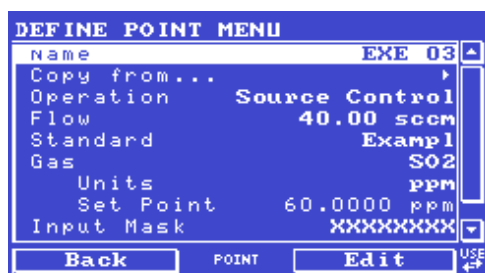 DEFINE POINT MENU
Name EXE 03
Copy from...
Operation Source Control
Flow 40.00 sccm
Standard Exampl
Gas SO2
Units ppm
Set Point 60.0000 ppm
Input Mask XXXXXXXX
Back POINT Edit USE